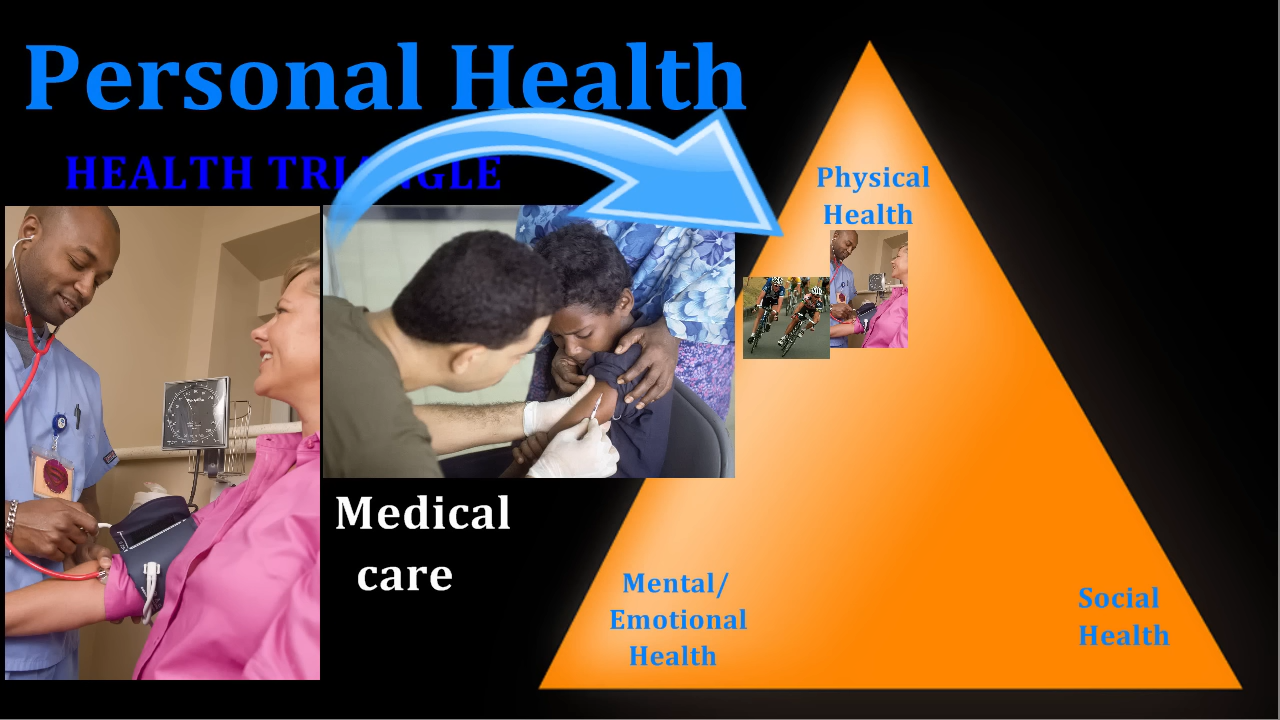 Personal Health
HEALTH TRIANGLE
Physical
Health
Medical
care
Mental/
Emotional
Health
Social
Health